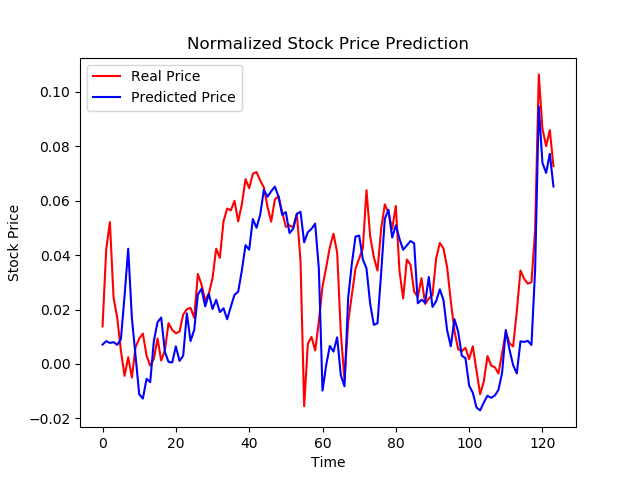 Normalized Stock Price Prediction
Real Price
Predicted Price
Stock Price
0.10
0.08
0.06
0.04
0.02
0.00
−0.02
0 20 40 60 80 100 120
Time